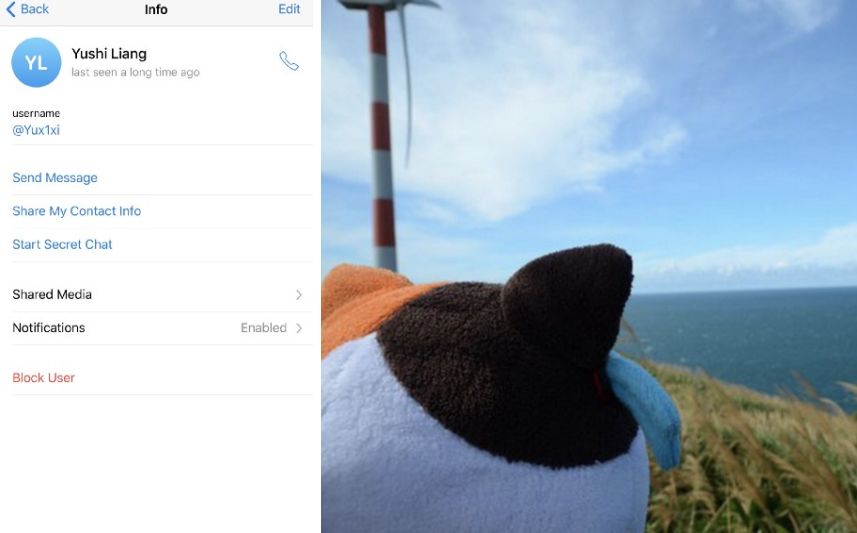 Back Info Edit
YL
Yushi Liang
last seen a long time ago
username
@Yux1xi
Send Message
Share My Contact Info
Start Secret Chat
Shared Media
Notifications Enabled
Block User